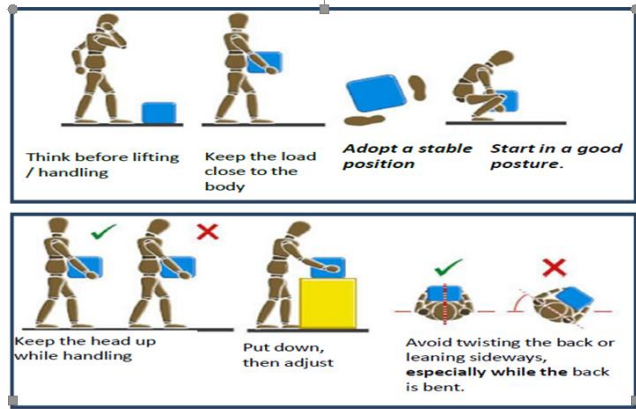 Think before lifting
/ handling
Keep the load
close to the
body
Adopt a stable
position
Start in a good
posture.
Keep the head up
while handling
Put down,
then adjust
Avoid twisting the back or
leaning sideways,
especially while the back
is bent.